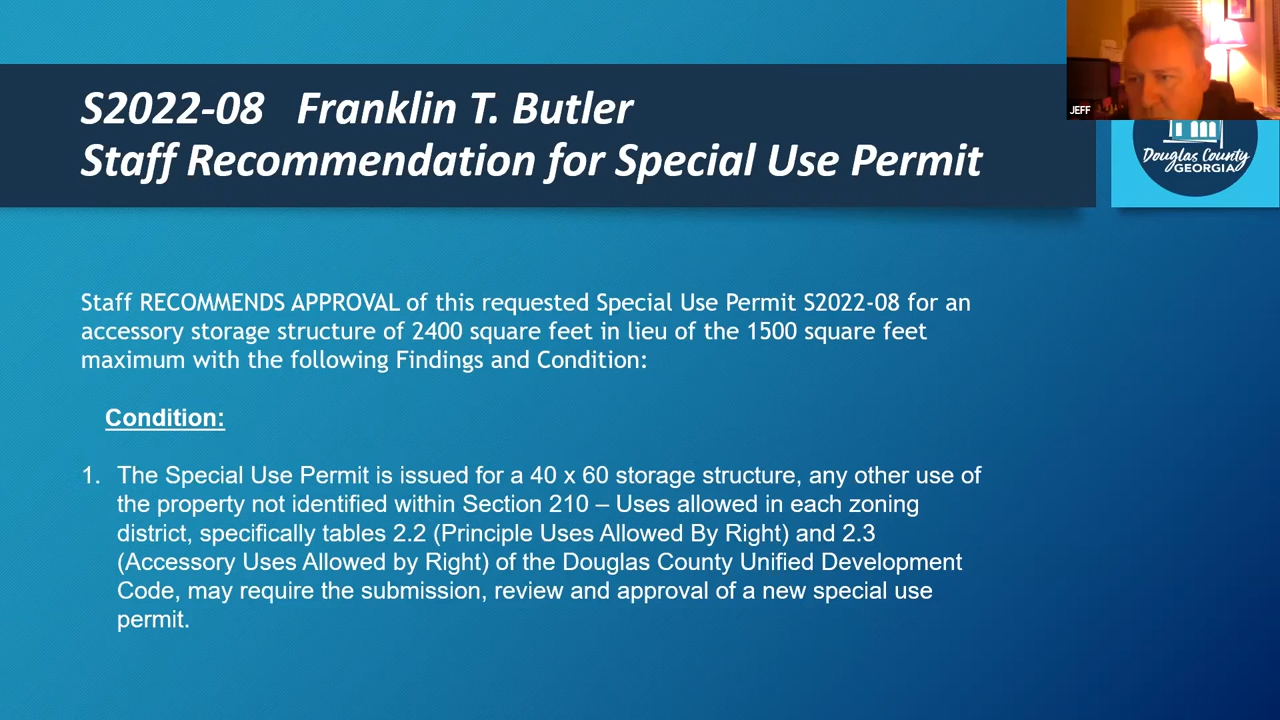 S2022-08 Franklin T. Butler
Staff Recommendation for Special Use Permit
JEFF
Douglas County
GEORGIA
Staff RECOMMENDS APPROVAL of this requested Special Use Permit S2022-08 for an
accessory storage structure of 2400 square feet in lieu of the 1500 square feet
maximum with the following Findings and Condition:
Condition:
1. The Special Use Permit is issued for a 40 x 60 storage structure, any other use of
the property not identified within Section 210 – Uses allowed in each zoning
district, specifically tables 2.2 (Principle Uses Allowed By Right) and 2.3
(Accessory Uses Allowed by Right) of the Douglas County Unified Development
Code, may require the submission, review and approval of a new special use
permit.